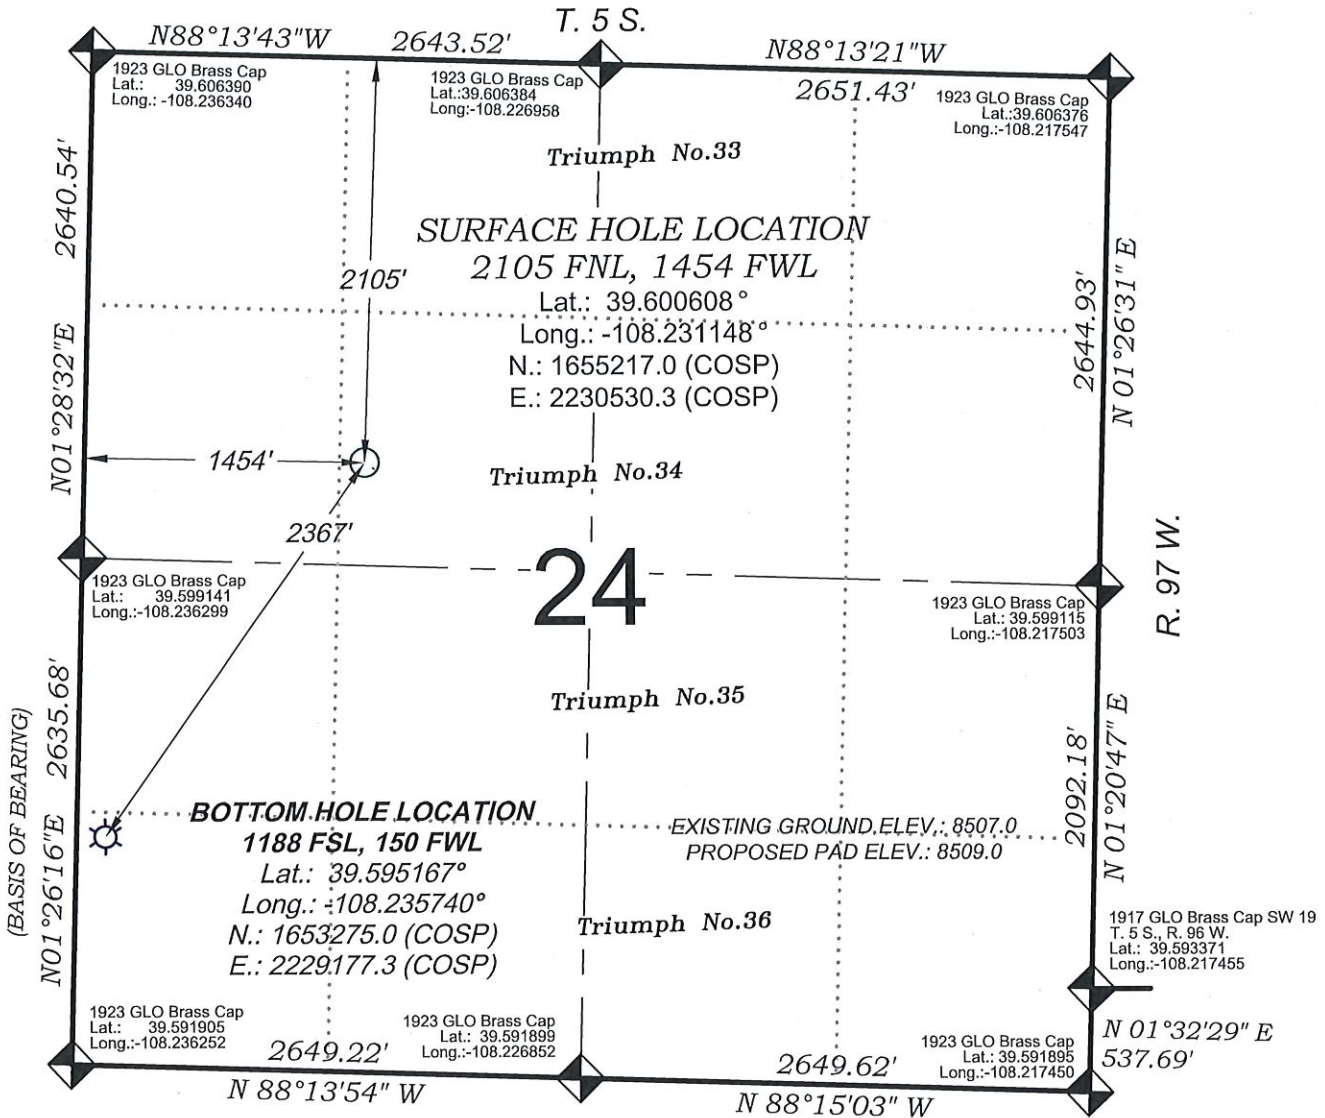 T. 5 S.
N88°13'43"W 2643.52'
N88°13'21"W
2651.43'
1923 GLO Brass Cap
Lat.: 39.606390
Long.: -108.236340
1923 GLO Brass Cap
Lat.:39.606384
Long:-108.226958
1923 GLO Brass Cap
Lat.:39.606376
Long.:-108.217547
Triumph No.33
2640.54'
N01°28'32"E
SURFACE HOLE LOCATION
2105 FNL, 1454 FWL
Lat.: 39.600608°
Long.: -108.231148°
N.: 1655217.0 (COSP)
E.: 2230530.3 (COSP)
2105'
2644.93'
N 01°26'31" E
1454'
Triumph No.34
2367'
24
R. 97 W.
1923 GLO Brass Cap
Lat.: 39.599141
Long.:-108.236299
1923 GLO Brass Cap
Lat.: 39.599115
Long.:-108.217503
Triumph No.35
(BASIS OF BEARING)
N01°26'16"E 2635.68'
2092.18'
N 01°20'47" E
BOTTOM HOLE LOCATION
1188 FSL, 150 FWL
Lat.: 39.595167°
Long.: -108.235740°
N.: 1653275.0 (COSP)
E.: 2229177.3 (COSP)
EXISTING GROUND ELEV.: 8507.0
PROPOSED PAD ELEV.: 8509.0
Triumph No.36
1917 GLO Brass Cap SW 19
T. 5 S., R. 96 W.
Lat.: 39.593371
Long.:-108.217455
1923 GLO Brass Cap
Lat.: 39.591905
Long.:-108.236252
1923 GLO Brass Cap
Lat.: 39.591899
Long.:-108.226852
1923 GLO Brass Cap
Lat.: 39.591895
Long.:-108.217450
N 01°32'29" E
537.69'
2649.22'
N 88°13'54" W
2649.62'
N 88°15'03" W